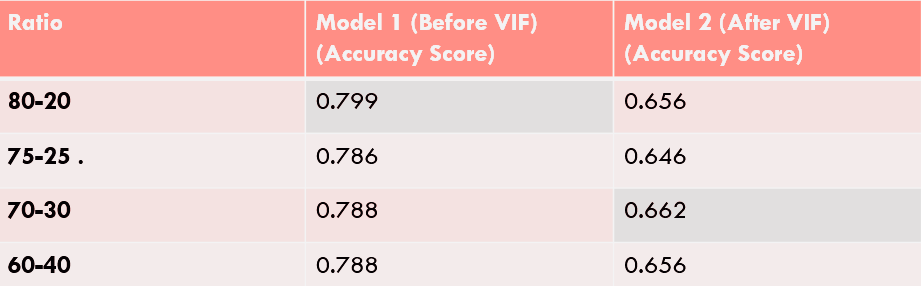 Ratio Model 1 (Before VIF) Model 2 (After VIF)
(Accuracy Score) (Accuracy Score)
80-20 0.799 0.656
75-25 . 0.786 0.646
70-30 0.788 0.662
60-40 0.788 0.656